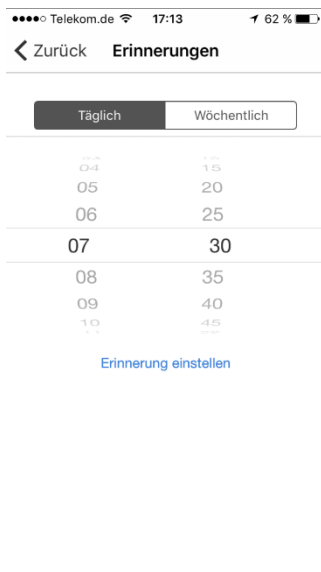 Telekom.de 17:13 62 %
Zurück Erinnerungen
Täglich Wöchentlich
04 15
05 20
06 25
07 30
08 35
09 40
10 45
Erinnerung einstellen